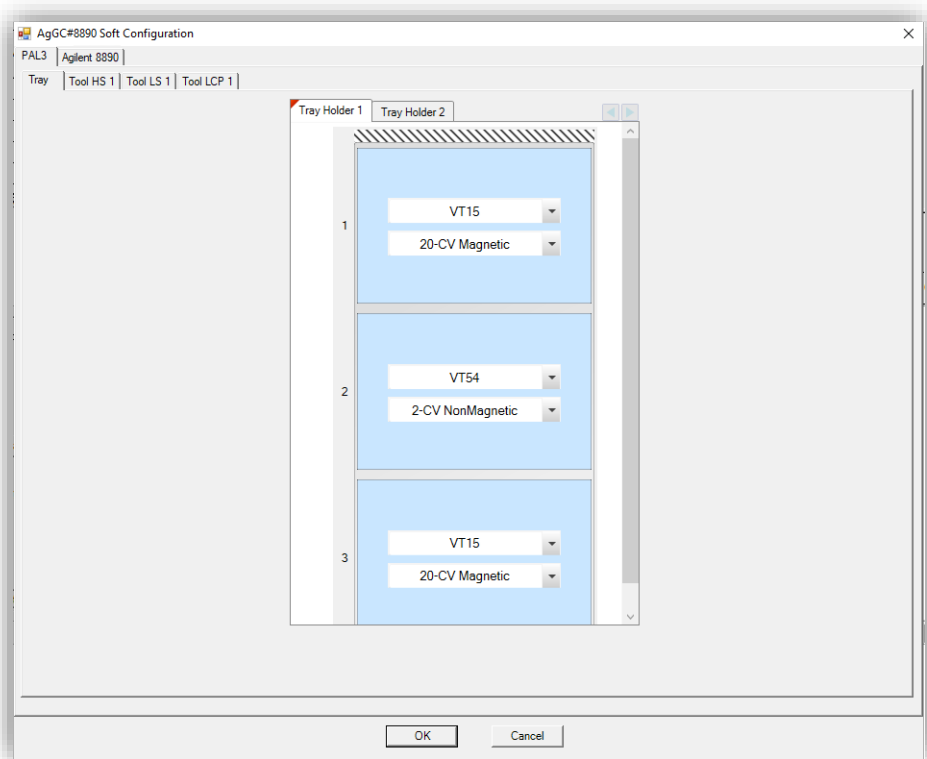 AgGC#8890 Soft Configuration
PAL3 Agilent 8890
Tray Tool HS 1 Tool LS 1 Tool LCP 1
Tray Holder 1 Tray Holder 2
1
VT15
20-CV Magnetic
2
VT54
2-CV NonMagnetic
3
VT15
20-CV Magnetic
OK Cancel